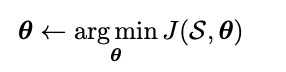 𝜽 ← arg min J(𝒮, 𝜽)
𝜽